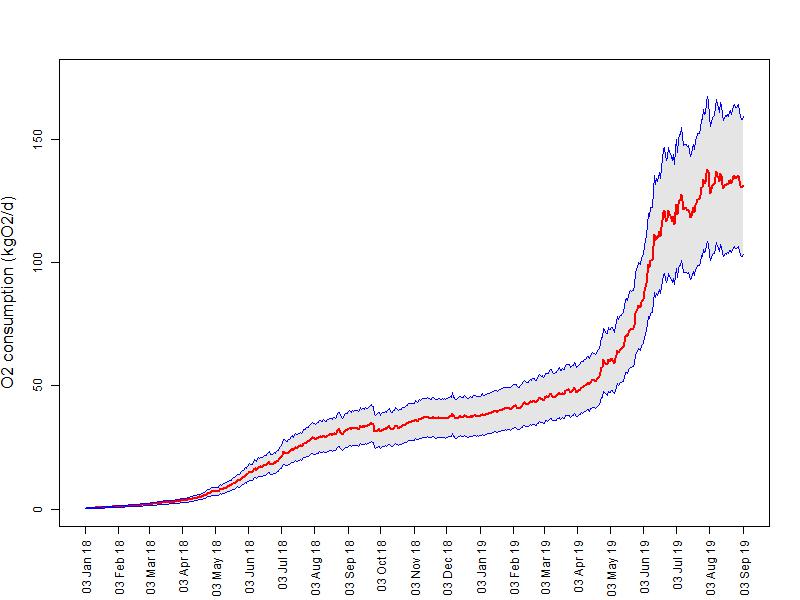 O2 consumption (kgO2/d)
150
100
50
0
03 Jan 18
03 Feb 18
03 Mar 18
03 Apr 18
03 May 18
03 Jun 18
03 Jul 18
03 Aug 18
03 Sep 18
03 Oct 18
03 Nov 18
03 Dec 18
03 Jan 19
03 Feb 19
03 Mar 19
03 Apr 19
03 May 19
03 Jun 19
03 Jul 19
03 Aug 19
03 Sep 19